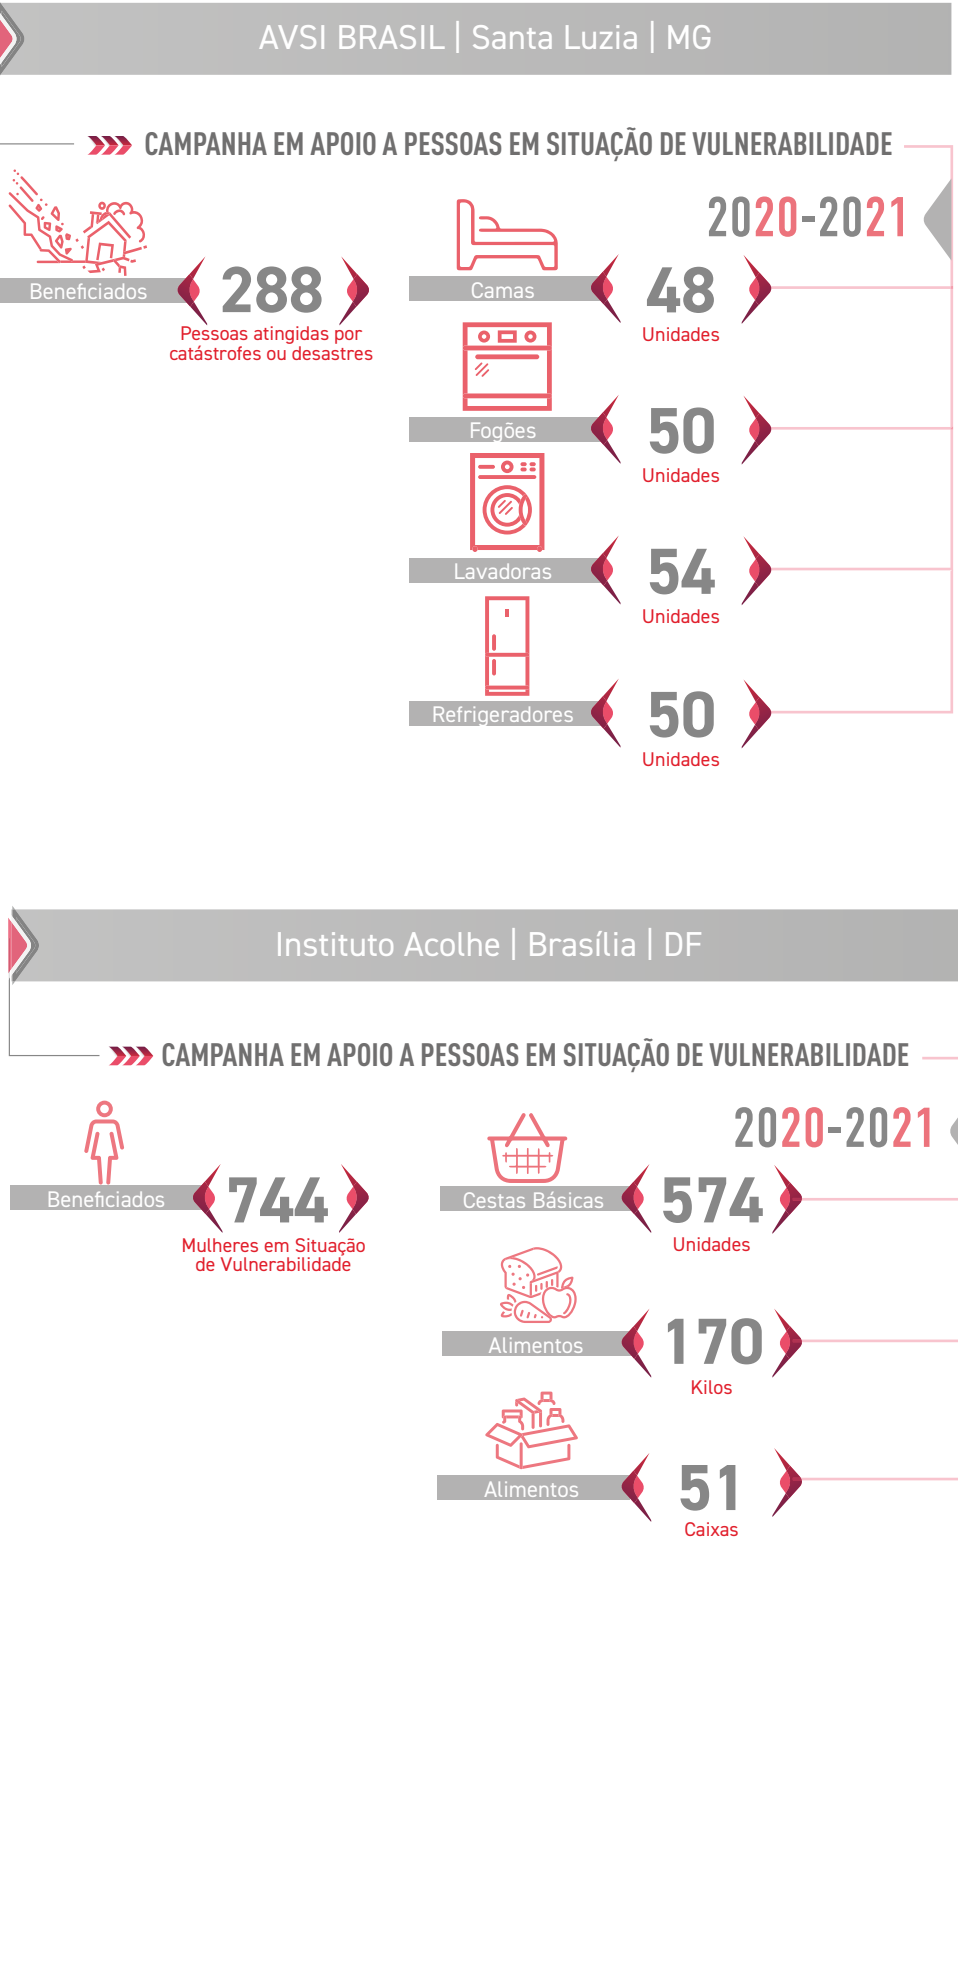 AVSI BRASIL | Santa Luzia | MG
CAMPANHA EM APOIO A PESSOAS EM SITUAÇÃO DE VULNERABILIDADE
2020-2021
Beneficiados
288
Pessoas atingidas por
catástrofes ou desastres
Camas
48
Unidades
Fogões
50
Unidades
Lavadoras
54
Unidades
Refrigeradores
50
Unidades
Instituto Acolhe | Brasília | DF
CAMPANHA EM APOIO A PESSOAS EM SITUAÇÃO DE VULNERABILIDADE
2020-2021
Beneficiados
744
Mulheres em Situação
de Vulnerabilidade
Cestas Básicas
574
Unidades
Alimentos
170
Kilos
Alimentos
51
Caixas